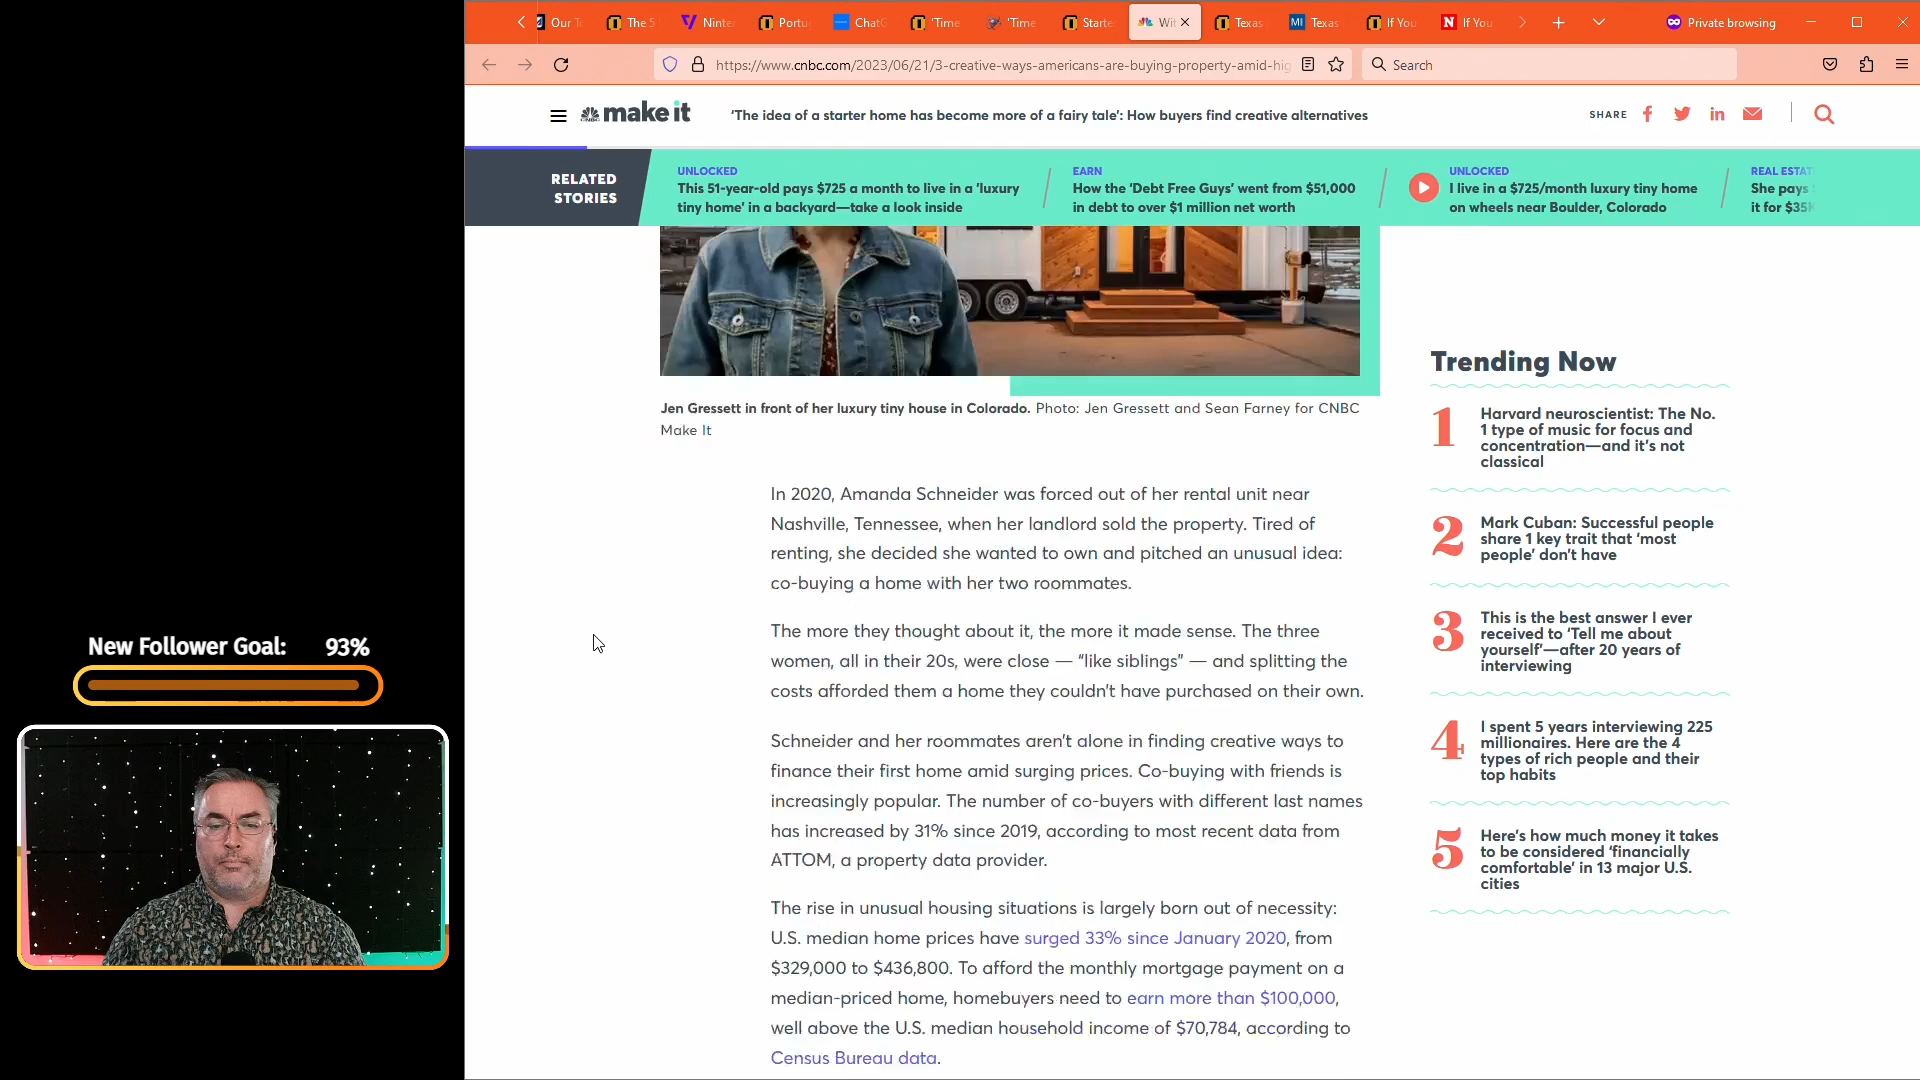 Our T
The 5
Ninte
Portu
ChatG
'Time
'Time
Starte
Wit
Texas
MI
Texas
If You
N
If You
Private browsing
https://www.cnbc.com/2023/06/21/3-creative-ways-americans-are-buying-property-amid-hig
Search
CNBC
make it
'The idea of a starter home has become more of a fairy tale': How buyers find creative alternatives
SHARE
RELATED
STORIES
UNLOCKED
This 51-year-old pays $725 a month to live in a 'luxury
tiny home' in a backyard—take a look inside
EARN
How the 'Debt Free Guys' went from $51,000
in debt to over $1 million net worth
UNLOCKED
I live in a $725/month luxury tiny home
on wheels near Boulder, Colorado
REAL ESTAT
She pays
it for $35K
Jen Gressett in front of her luxury tiny house in Colorado. Photo: Jen Gressett and Sean Farney for CNBC
Make It
In 2020, Amanda Schneider was forced out of her rental unit near
Nashville, Tennessee, when her landlord sold the property. Tired of
renting, she decided she wanted to own and pitched an unusual idea:
co-buying a home with her two roommates.
The more they thought about it, the more it made sense. The three
women, all in their 20s, were close — “like siblings” — and splitting the
costs afforded them a home they couldn't have purchased on their own.
Schneider and her roommates aren't alone in finding creative ways to
finance their first home amid surging prices. Co-buying with friends is
increasingly popular. The number of co-buyers with different last names
has increased by 31% since 2019, according to most recent data from
ATTOM, a property data provider.
The rise in unusual housing situations is largely born out of necessity:
U.S. median home prices have surged 33% since January 2020, from
$329,000 to $436,800. To afford the monthly mortgage payment on a
median-priced home, homebuyers need to earn more than $100,000,
well above the U.S. median household income of $70,784, according to
Census Bureau data.
Trending Now
1
Harvard neuroscientist: The No.
1 type of music for focus and
concentration—and it's not
classical
2
Mark Cuban: Successful people
share 1 key trait that 'most
people' don't have
3
This is the best answer I ever
received to 'Tell me about
yourself'—after 20 years of
interviewing
4
I spent 5 years interviewing 225
millionaires. Here are the 4
types of rich people and their
top habits
5
Here's how much money it takes
to be considered 'financially
comfortable' in 13 major U.S.
cities
New Follower Goal: 93%